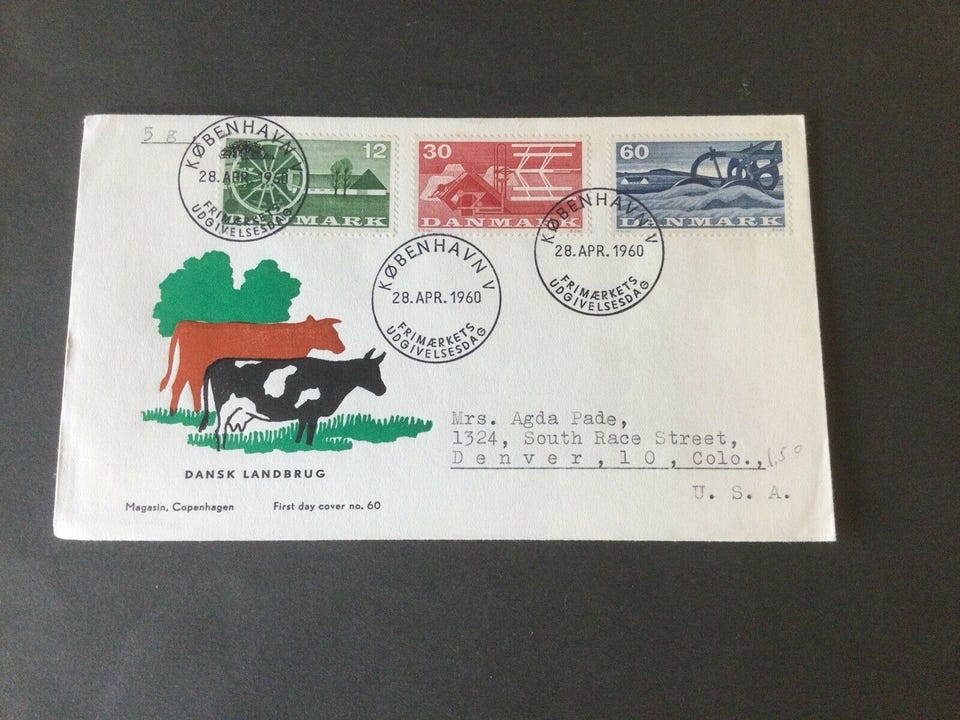 5 g.
12
DANMARK
30
DANMARK
60
DANMARK
KØBENHAVN V
28. APR. 1960
FRIMÆRKETS
UDGIVELSESDAG
KØBENHAVN V
28. APR. 1960
FRIMÆRKETS
UDGIVELSESDAG
KØBENHAVN V
28. APR. 1960
FRIMÆRKETS
UDGIVELSESDAG
Mrs. Agda Pade,
1324, South Race Street,
Denver, 10, Colo., 1.50
U. S. A.
DANSK LANDBRUG
Magasin, Copenhagen First day cover no. 60